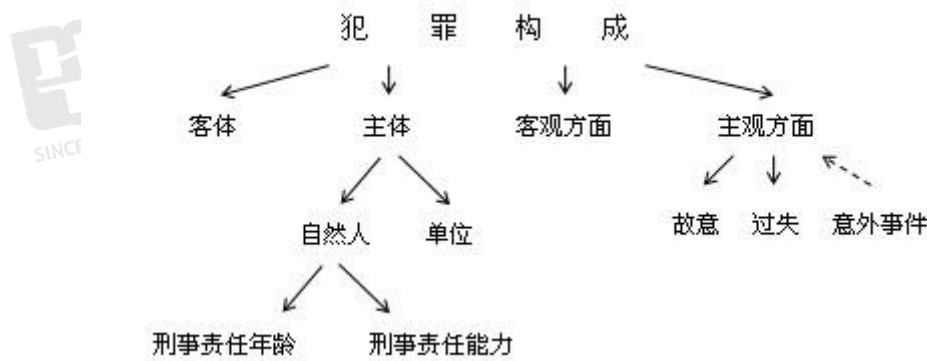 犯 罪 构 成
客体 主体 客观方面 主观方面
自然人 单位 故意 过失 意外事件
刑事责任年龄 刑事责任能力
SINCE